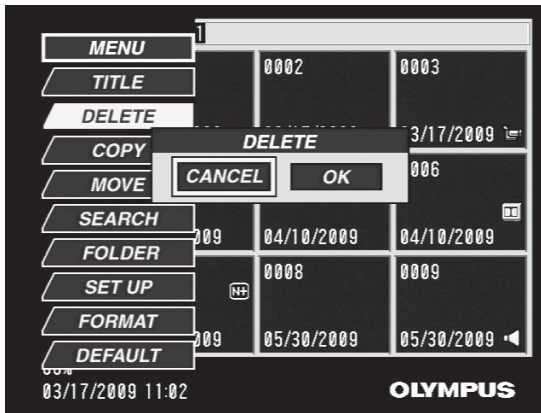 MENU
1
TITLE
0002
0003
DELETE
3/17/2009
DELETE
COPY
006
CANCEL
OK
MOVE
SEARCH
009
04/10/2009
04/10/2009
FOLDER
0008
0009
SET UP
N+
FORMAT
009
05/30/2009
05/30/2009
DEFAULT
03/17/2009 11:02
OLYMPUS